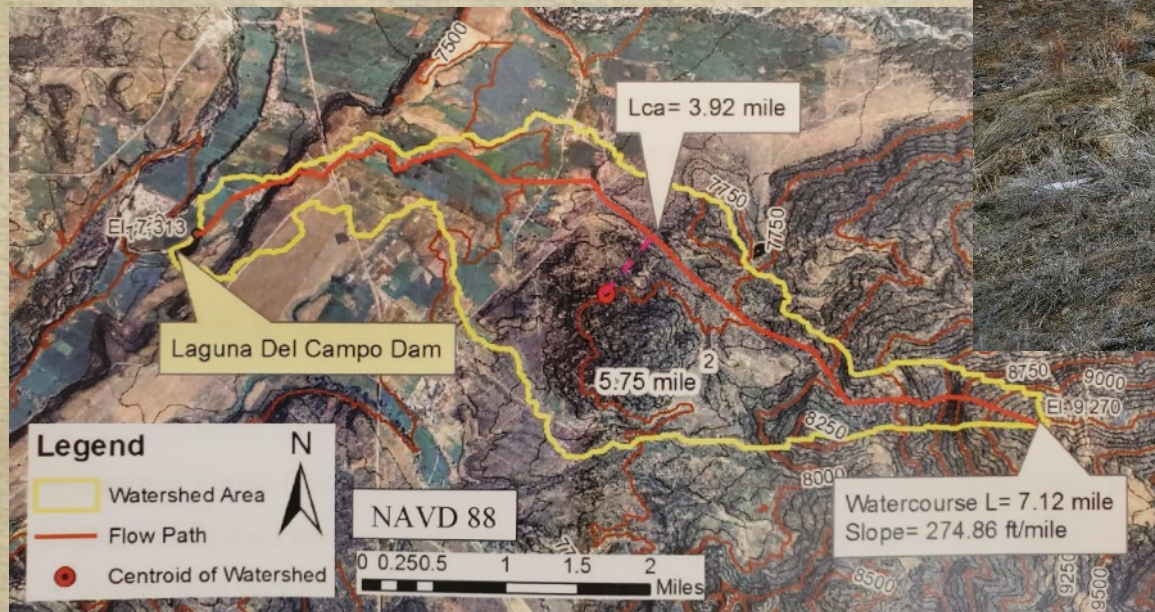 7500
Lca= 3.92 mile
7750
7750
El. 7,313
Laguna Del Campo Dam
2
5.75 mile
8750
9000
El. 9,270
8250
8000
Legend
N
Watershed Area
Flow Path
Centroid of Watershed
NAVD 88
Watercourse L= 7.12 mile
Slope= 274.86 ft/mile
0 0.250.5 1 1.5 2
Miles
8500
9250
9500